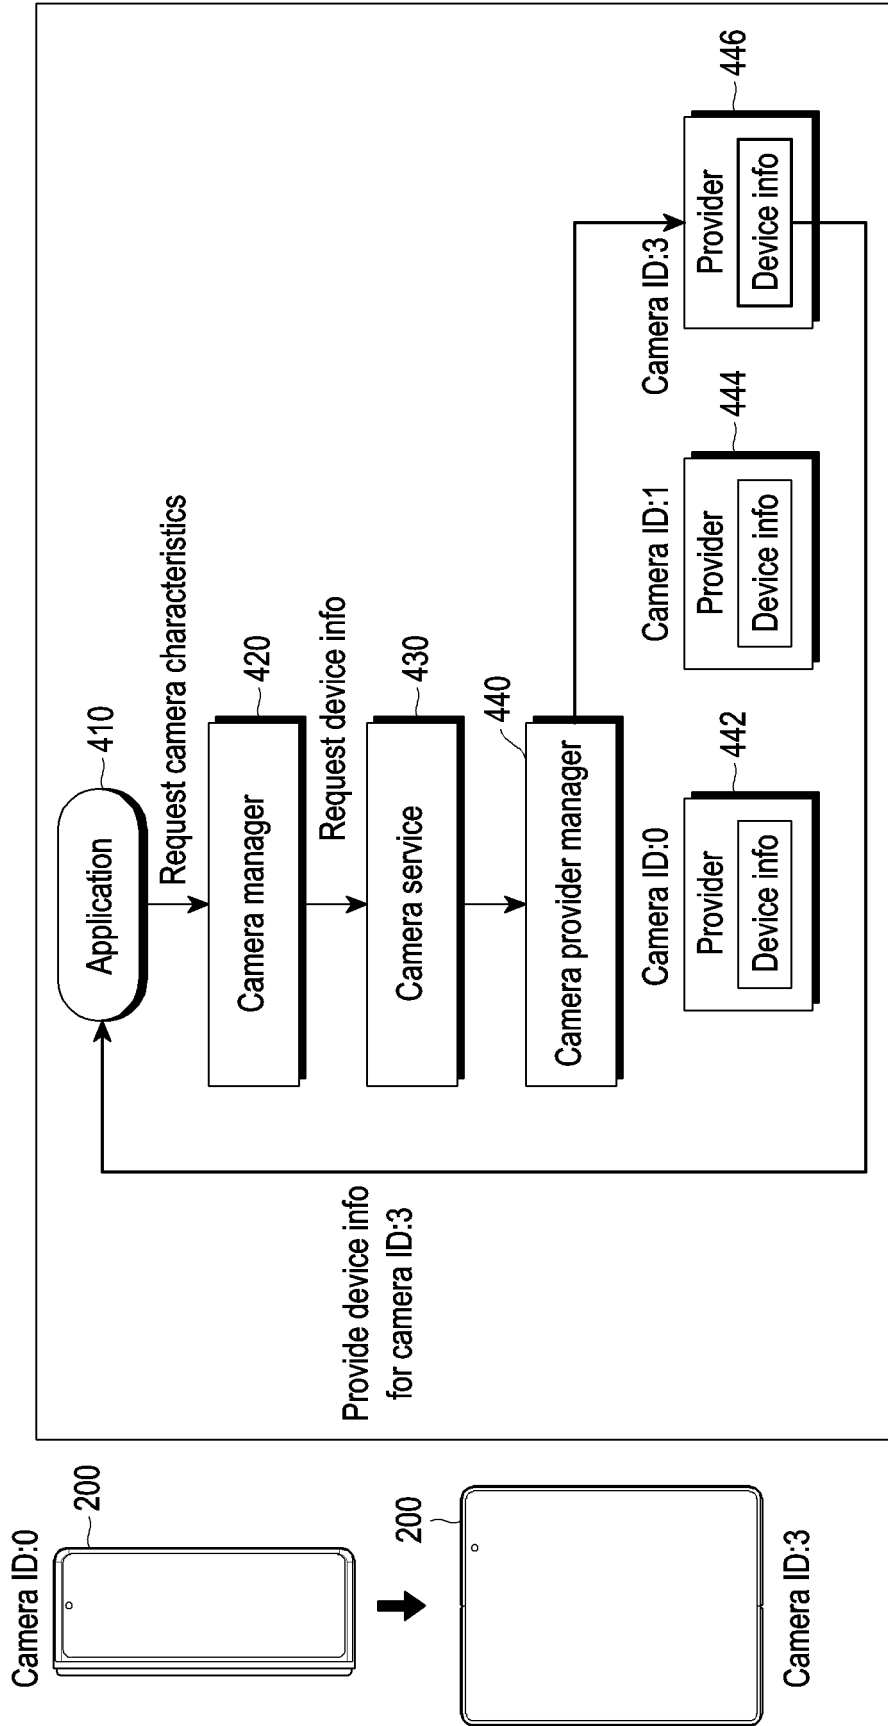 Camera ID:0
200
200
Camera ID:3
Application
410
Request camera characteristics
Camera manager
420
Request device info
Camera service
430
440
Camera provider manager
Provide device info
for camera ID:3
Camera ID:0
Provider
Device info
442
Camera ID:1
Provider
Device info
444
Camera ID:3
Provider
Device info
446